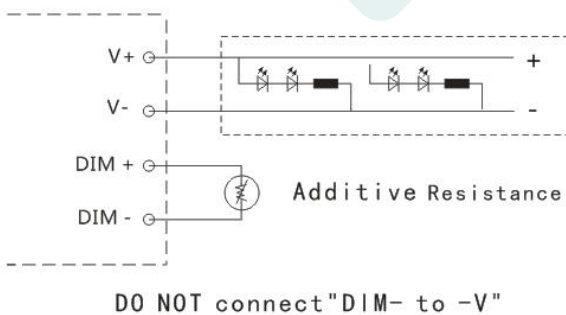 V+
+
V-
-
DIM +
Additive Resistance
DIM -
DO NOT connect"DIM- to -V"